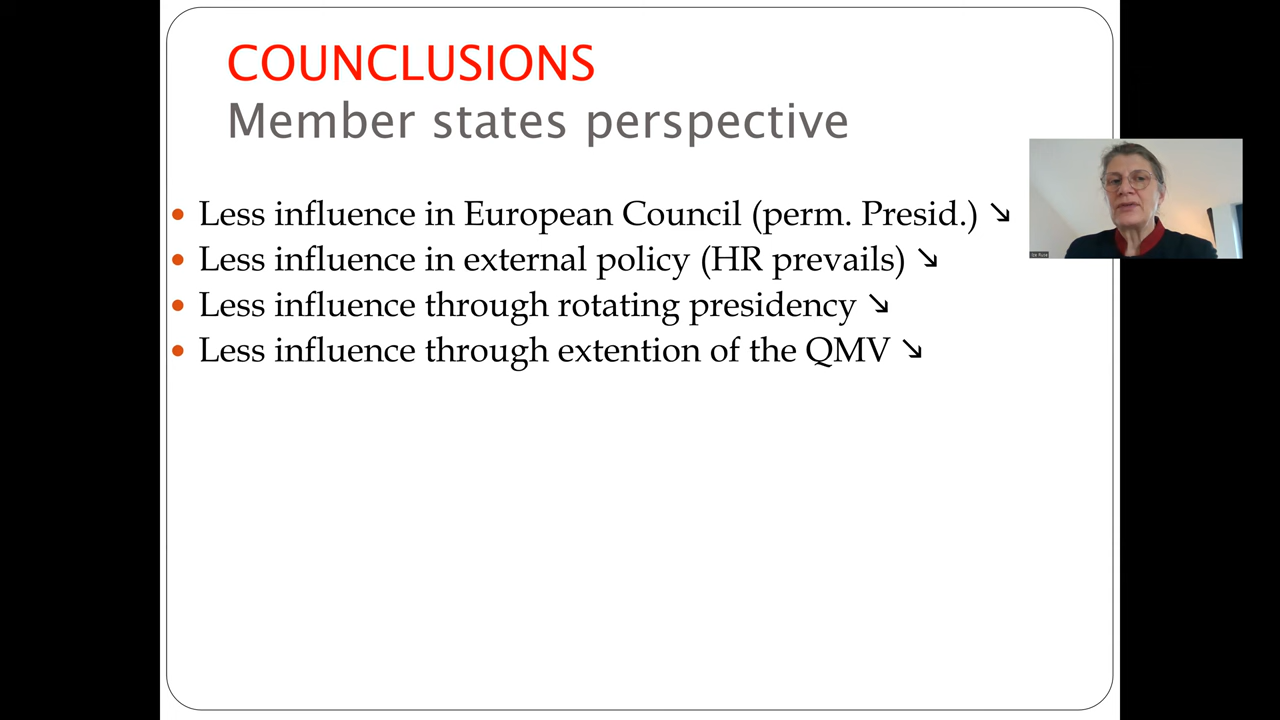 COUNCLUSIONS
Member states perspective
• Less influence in European Council (perm. Presid.) ↘
• Less influence in external policy (HR prevails) ↘
• Less influence through rotating presidency ↘
• Less influence through extention of the QMV ↘